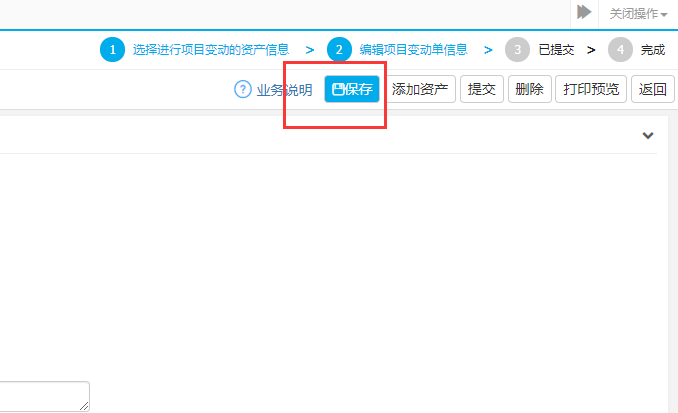 关闭操作
1 选择进行项目变动的资产信息 > 2 编辑项目变动单信息 > 3 已提交 > 4 完成
? 业务说明 保存 添加资产 提交 删除 打印预览 返回